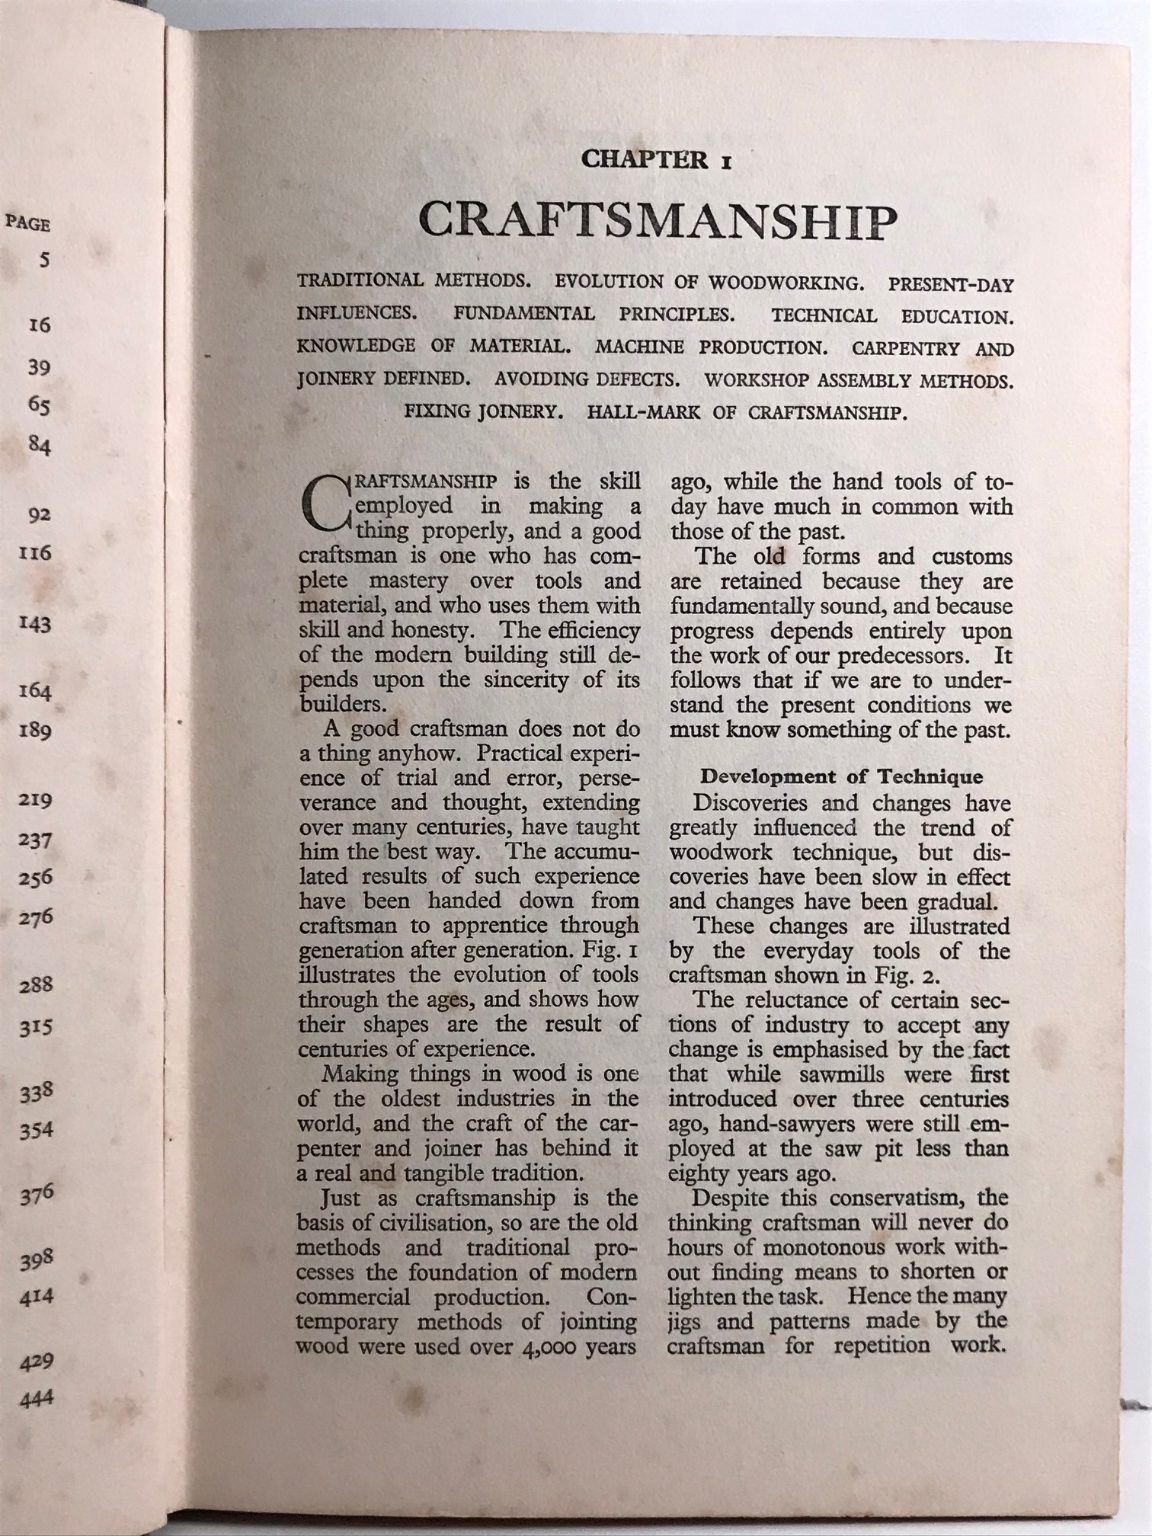 PAGE
5
16
39
65
84
92
116
143
164
189
219
237
256
276
288
315
338
354
376
398
414
429
444
CHAPTER 1
CRAFTSMANSHIP
TRADITIONAL METHODS. EVOLUTION OF WOODWORKING. PRESENT-DAY
INFLUENCES. FUNDAMENTAL PRINCIPLES. TECHNICAL EDUCATION.
KNOWLEDGE OF MATERIAL. MACHINE PRODUCTION. CARPENTRY AND
JOINERY DEFINED. AVOIDING DEFECTS. WORKSHOP ASSEMBLY METHODS.
FIXING JOINERY. HALL-MARK OF CRAFTSMANSHIP.
CRAFTSMANSHIP is the skill
employed in making a
thing properly, and a good
craftsman is one who has com-
plete mastery over tools and
material, and who uses them with
skill and honesty. The efficiency
of the modern building still de-
pends upon the sincerity of its
builders.
A good craftsman does not do
a thing anyhow. Practical experi-
ence of trial and error, perse-
verance and thought, extending
over many centuries, have taught
him the best way. The accumu-
lated results of such experience
have been handed down from
craftsman to apprentice through
generation after generation. Fig. 1
illustrates the evolution of tools
through the ages, and shows how
their shapes are the result of
centuries of experience.
Making things in wood is one
of the oldest industries in the
world, and the craft of the car-
penter and joiner has behind it
a real and tangible tradition.
Just as craftsmanship is the
basis of civilisation, so are the old
methods and traditional pro-
cesses the foundation of modern
commercial production. Con-
temporary methods of jointing
wood were used over 4,000 years
ago, while the hand tools of to-
day have much in common with
those of the past.
The old forms and customs
are retained because they are
fundamentally sound, and because
progress depends entirely upon
the work of our predecessors. It
follows that if we are to under-
stand the present conditions we
must know something of the past.
Development of Technique
Discoveries and changes have
greatly influenced the trend of
woodwork technique, but dis-
coveries have been slow in effect
and changes have been gradual.
These changes are illustrated
by the everyday tools of the
craftsman shown in Fig. 2.
The reluctance of certain sec-
tions of industry to accept any
change is emphasised by the fact
that while sawmills were first
introduced over three centuries
ago, hand-sawyers were still em-
ployed at the saw pit less than
eighty years ago.
Despite this conservatism, the
thinking craftsman will never do
hours of monotonous work with-
out finding means to shorten or
lighten the task. Hence the many
jigs and patterns made by the
craftsman for repetition work.